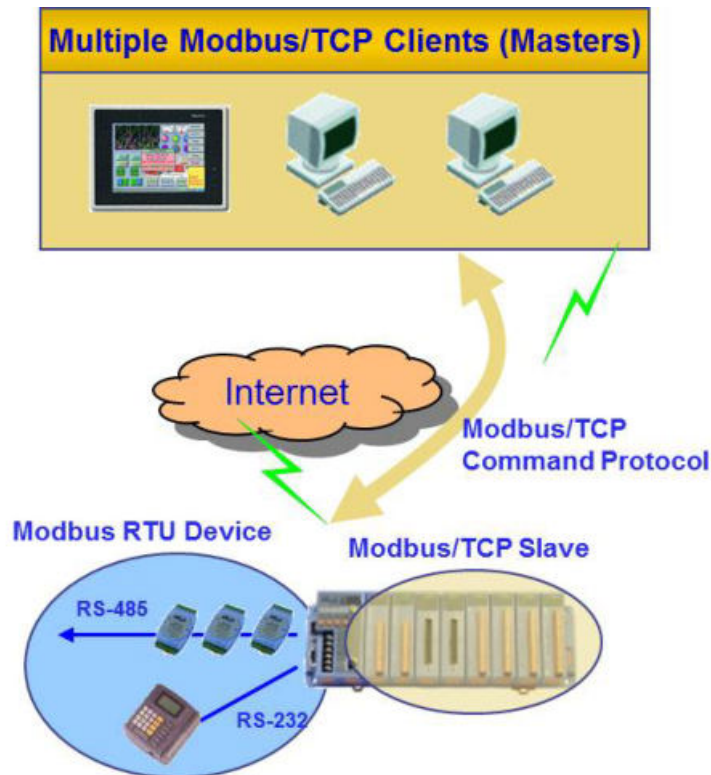 Multiple Modbus/TCP Clients (Masters)
Internet
Modbus/TCP
Command Protocol
Modbus RTU Device
Modbus/TCP Slave
RS-485
RS-232